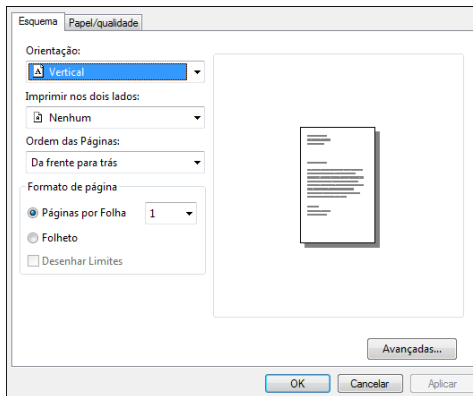 Esquema Papel/qualidade
Orientação:
A Vertical
Imprimir nos dois lados:
Nenhum
Ordem das Páginas:
Da frente para trás
Formato de página
Páginas por Folha 1
Folheto
Desenhar Limites
Avançadas...
OK Cancelar Aplicar